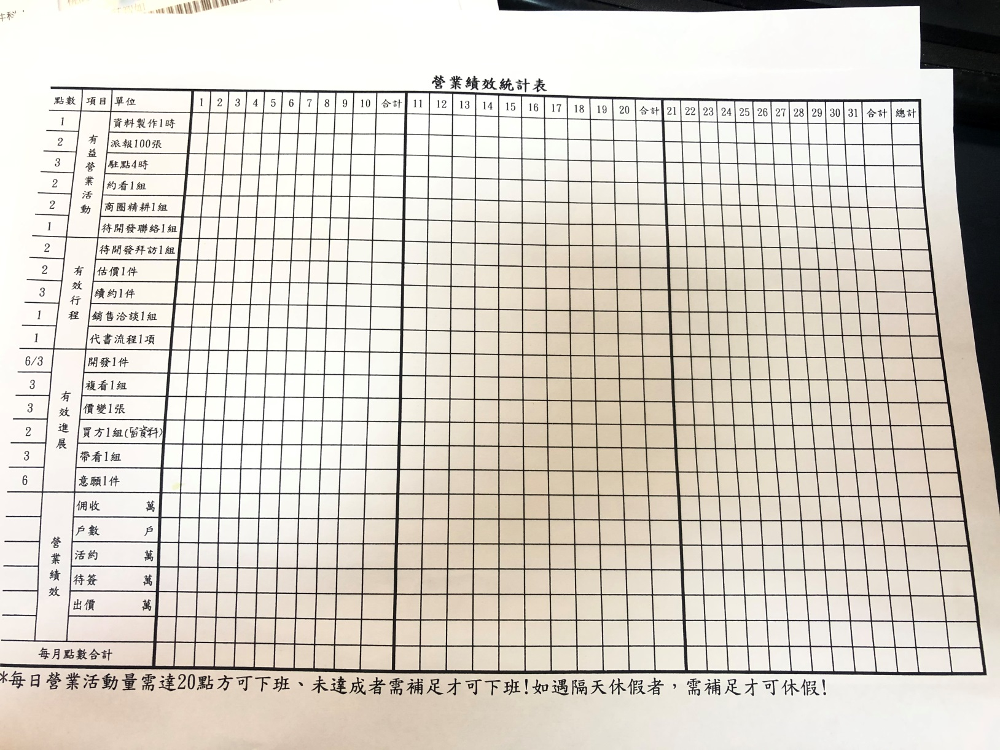 營業績效統計表
點數 項目 單位 1 2 3 4 5 6 7 8 9 10 合計 11 12 13 14 15 16 17 18 19 20 合計 21 22 23 24 25 26 27 28 29 30 31 合計 總計
有益營業活動
1 資料製作1時
2 派報100張
3 駐點4時
2 約看1組
2 商圈精耕1組
1 待開發聯絡1組
有效行程
2 待開發拜訪1組
2 估價1件
3 續約1件
1 銷售洽談1組
1 代書流程1項
有效進展
6/3 開發1件
3 複看1組
3 價變1張
2 買方1組(留資料)
3 帶看1組
6 意願1件
營業績效
佣收 萬
戶數 戶
活約 萬
待簽 萬
出價 萬
每月點數合計
*每日營業活動量需達20點方可下班、未達成者需補足才可下班!如遇隔天休假者,需補足才可休假!